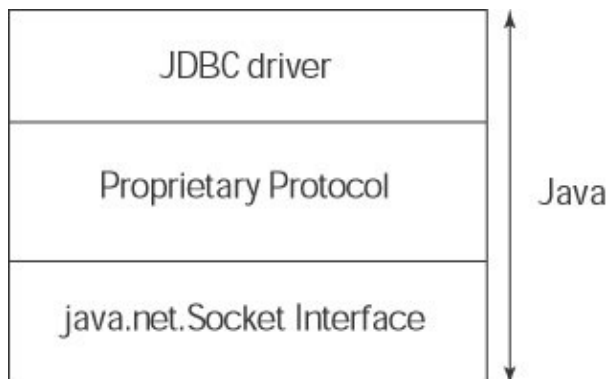 JDBC driver
Proprietary Protocol
Java
java.net.Socket Interface